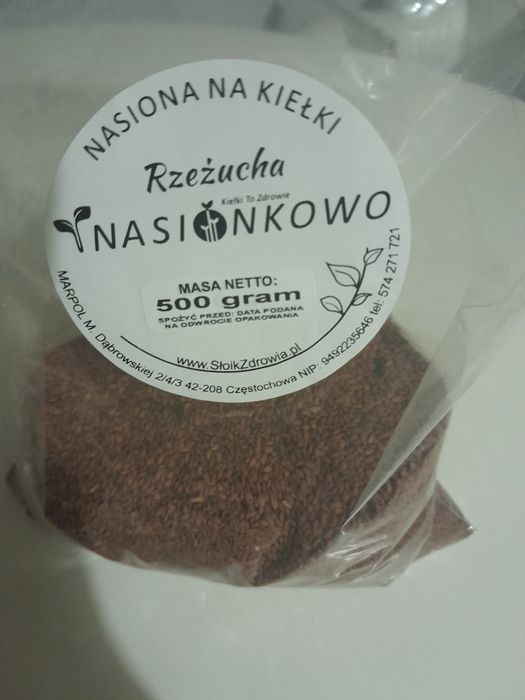 NASIONA NA KIEŁKI
Rzeżucha
Kiełki To Zdrowie
NASIONKOWO
MASA NETTO:
500 gram
SPOŻYĆ PRZED: DATA PODANA
NA ODWROCIE OPAKOWANIA
www.SłoikZdrowia.pl
MARPOL M. Dąbrowskiej 2/4/3 42-208 Częstochowa NIP: 9492235646 tel: 574 271 721